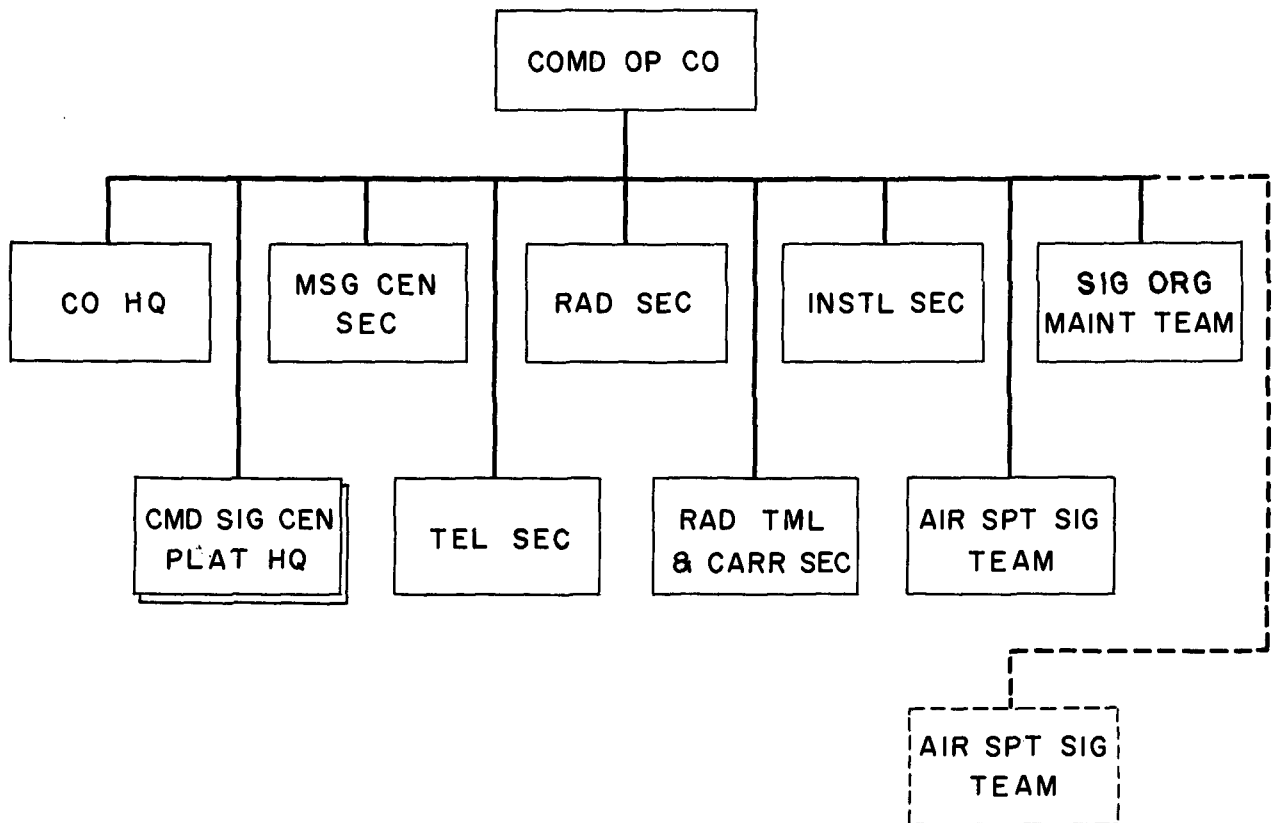 COMD OP CO
CO HQ
MSG CEN
SEC
RAD SEC
INSTL SEC
SIG ORG
MAINT TEAM
CMD SIG CEN
PLAT HQ
TEL SEC
RAD TML
& CARR SEC
AIR SPT SIG
TEAM
AIR SPT SIG
TEAM